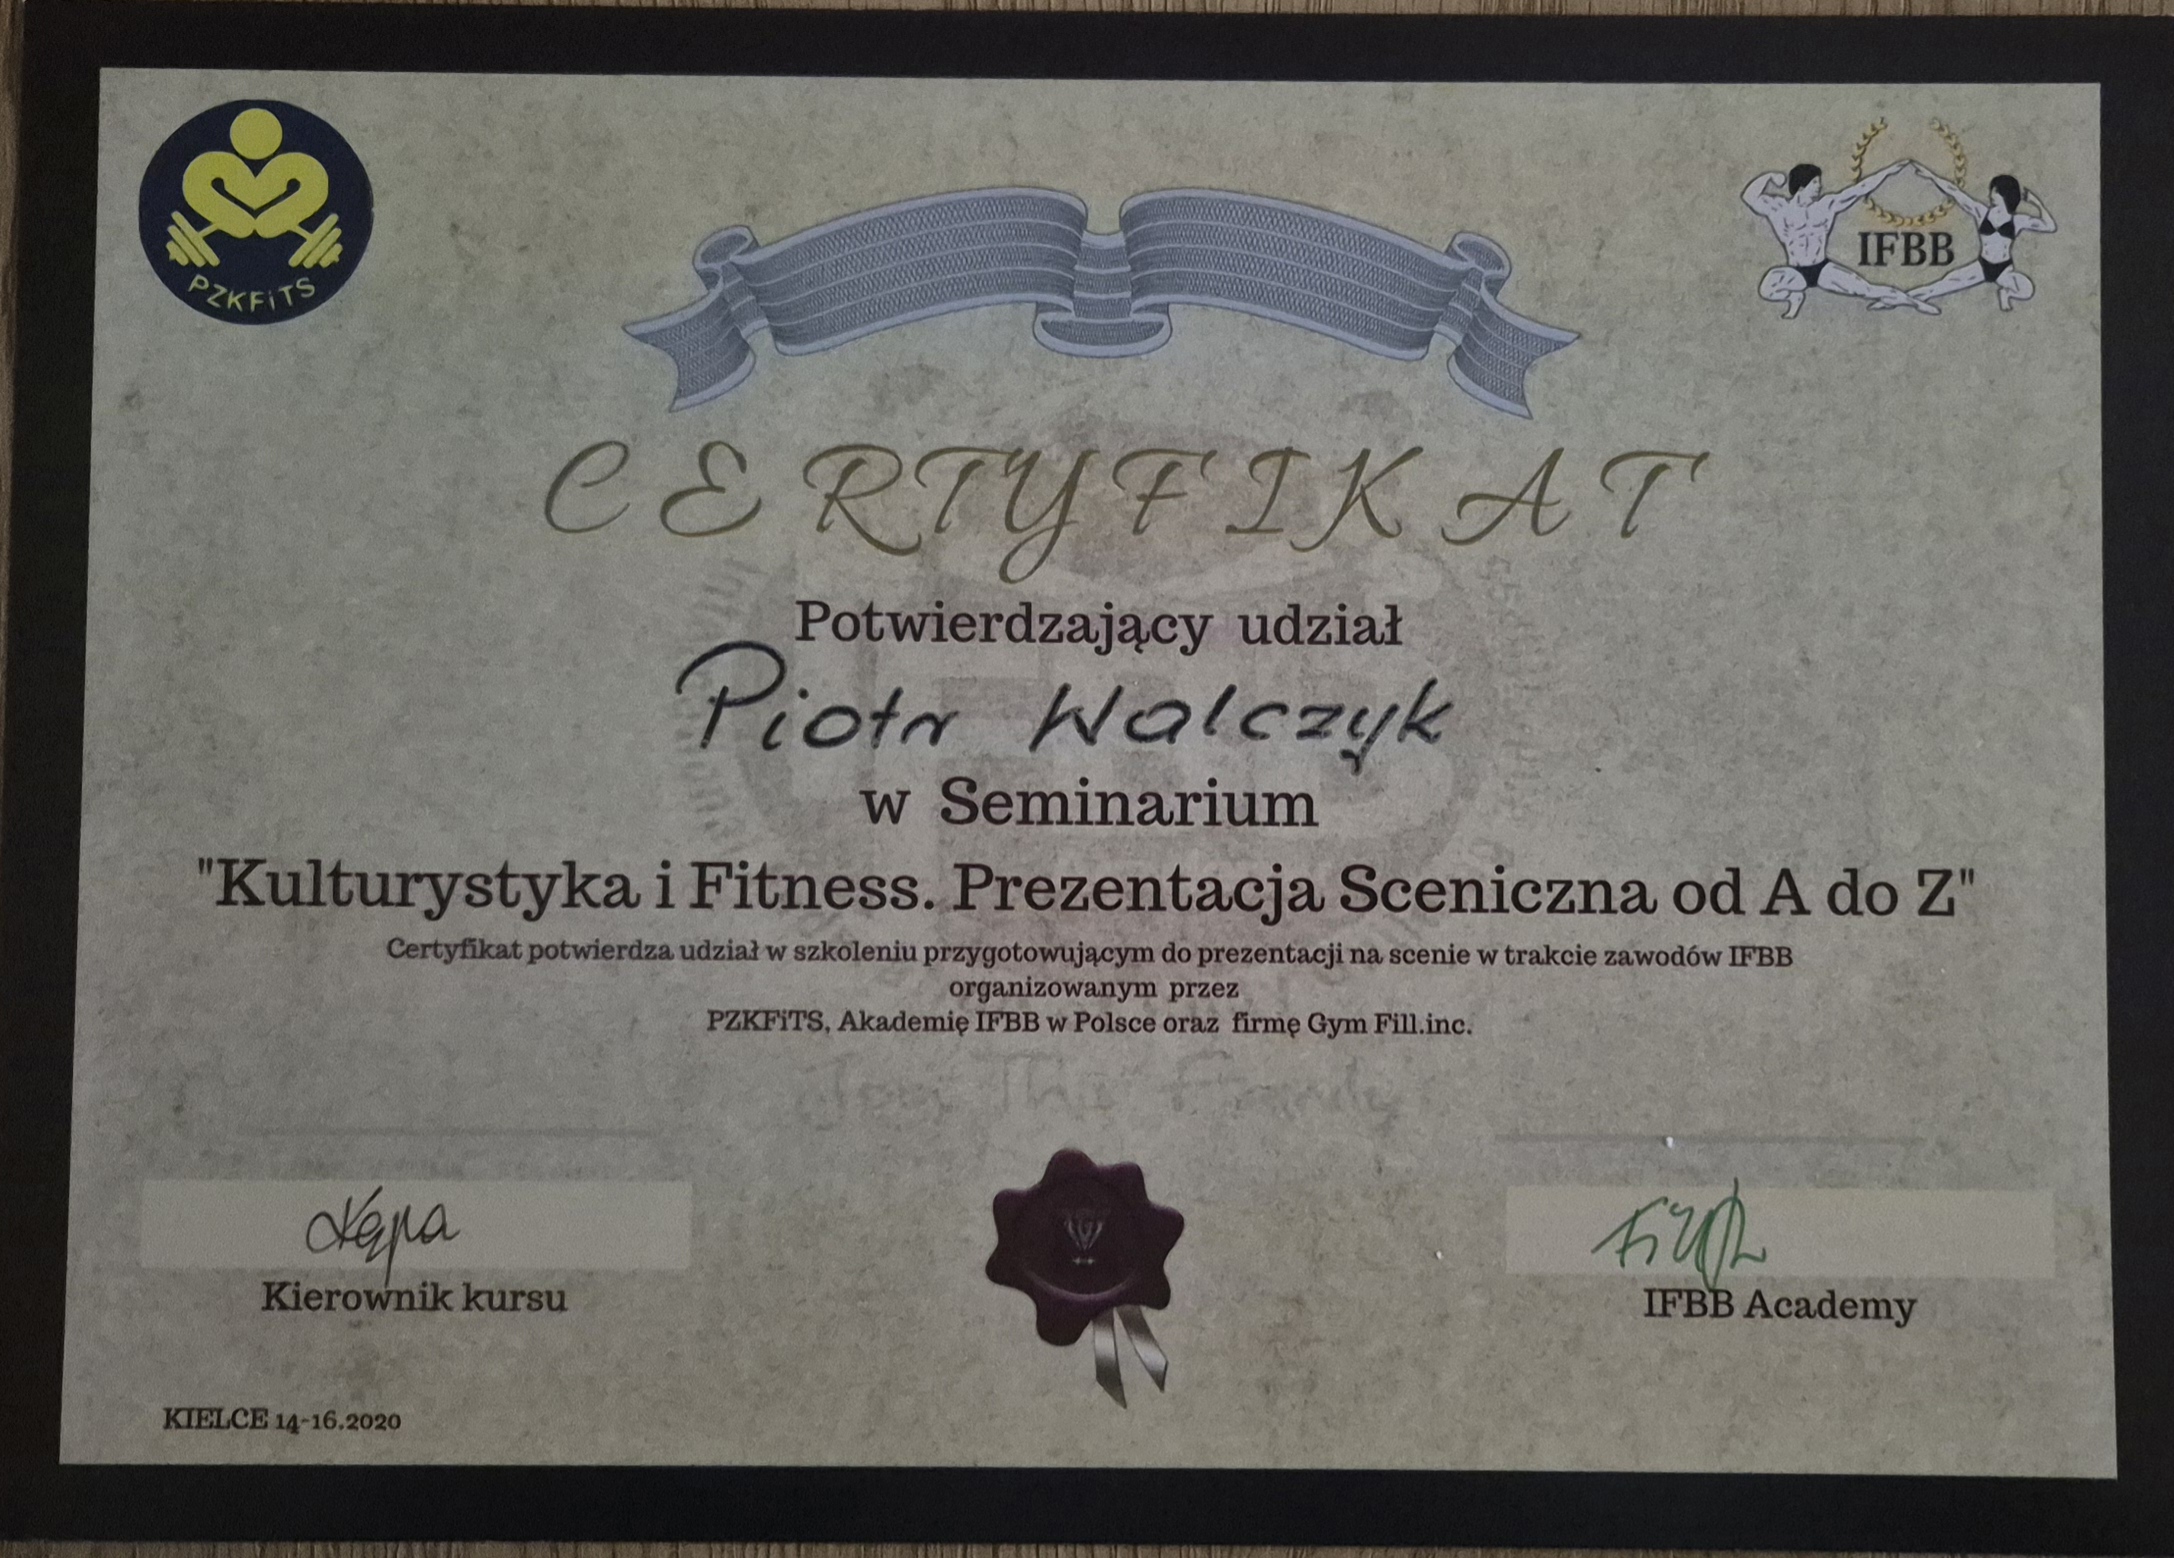 PZKFiTS
IFBB
CERTYFIKAT
Potwierdzający udział
Piotr Walczyk
w Seminarium
"Kulturystyka i Fitness. Prezentacja Sceniczna od A do Z"
Certyfikat potwierdza udział w szkoleniu przygotowującym do prezentacji na scenie w trakcie zawodów IFBB
organizowanym przez
PZKFiTS, Akademię IFBB w Polsce oraz firmę Gym Fill.inc.
Kierownik kursu
IFBB Academy
KIELCE 14-16.2020